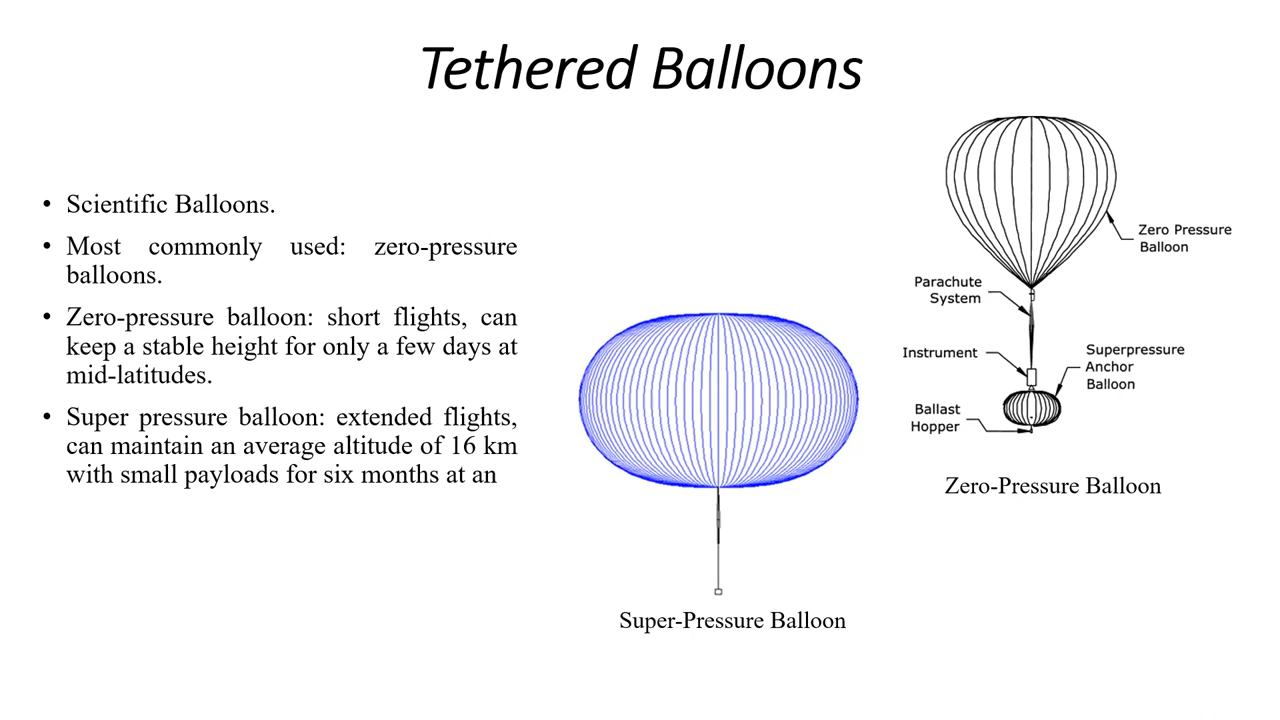 Tethered Balloons
• Scientific Balloons.
• Most commonly used: zero-pressure
balloons.
• Zero-pressure balloon: short flights, can
keep a stable height for only a few days at
mid-latitudes.
• Super pressure balloon: extended flights,
can maintain an average altitude of 16 km
with small payloads for six months at an
Super-Pressure Balloon
Zero Pressure
Balloon
Parachute
System
Instrument
Superpressure
Anchor
Balloon
Ballast
Hopper
Zero-Pressure Balloon